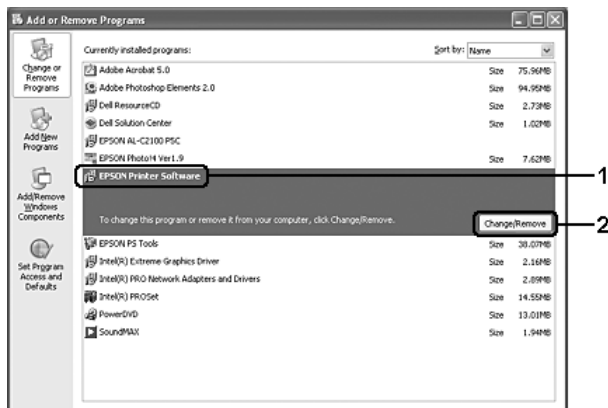 Add or Remove Programs
Change or
Remove
Programs
Add New
Programs
Add/Remove
Windows
Components
Set Program
Access and
Defaults
Currently installed programs: Sort by: Name
Adobe Acrobat 5.0 Size 75.96MB
Adobe Photoshop Elements 2.0 Size 94.95MB
Dell ResourceCD Size 2.73MB
Dell Solution Center Size 1.02MB
EPSON AL-C2100 PSC
EPSON Photo!4 Ver1.9 Size 7.62MB
EPSON Printer Software 1
To change this program or remove it from your computer, click Change/Remove. Change/Remove 2
EPSON PS Tools Size 38.07MB
Intel(R) Extreme Graphics Driver Size 2.16MB
Intel(R) PRO Network Adapters and Drivers Size 2.89MB
Intel(R) PROSet Size 14.55MB
PowerDVD Size 13.01MB
SoundMAX Size 1.94MB